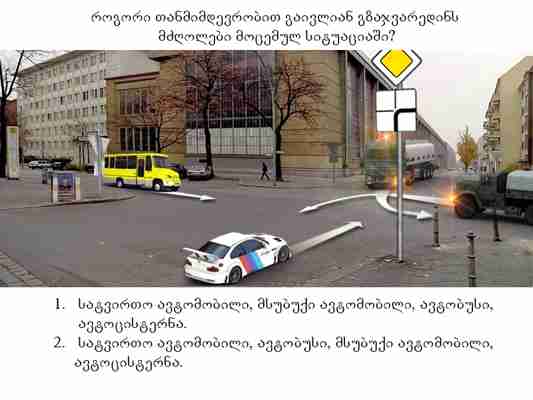 როგორი თანმიმდევრობით გაივლიან გზაჯვარედინს
მძღოლები მოცემულ სიტუაციაში?
1. სატვირთო ავტომობილი, მსუბუქი ავტომობილი, ავტობუსი,
ავტოცისტერნა.
2. სატვირთო ავტომობილი, ავტობუსი, მსუბუქი ავტომობილი,
ავტოცისტერნა.